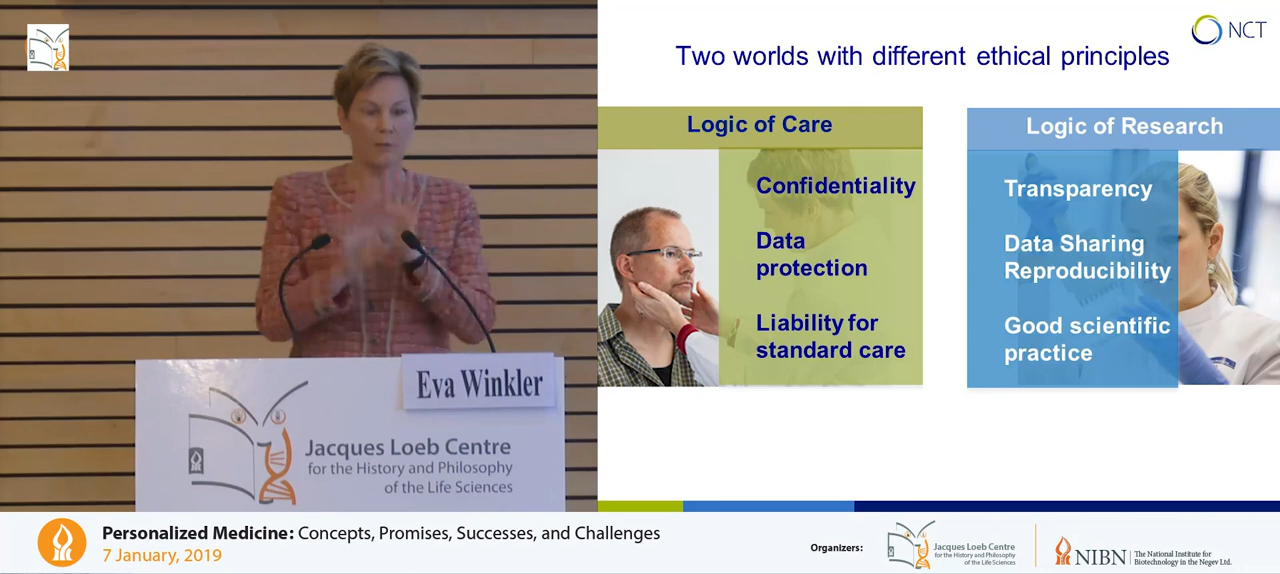 NCT
Two worlds with different ethical principles
Logic of Care
Confidentiality
Data
protection
Liability for
standard care
Logic of Research
Transparency
Data Sharing
Reproducibility
Good scientific
practice
Eva Winkler
Jacques Loeb Centre
for the History and Philosophy
of the Life Sciences
Personalized Medicine: Concepts, Promises, Successes, and Challenges
7 January, 2019
Organizers:
Jacques Loeb Centre
for the History and Philosophy
of the Life Sciences
NIBN
The National Institute for
Biotechnology in the Negev Ltd.